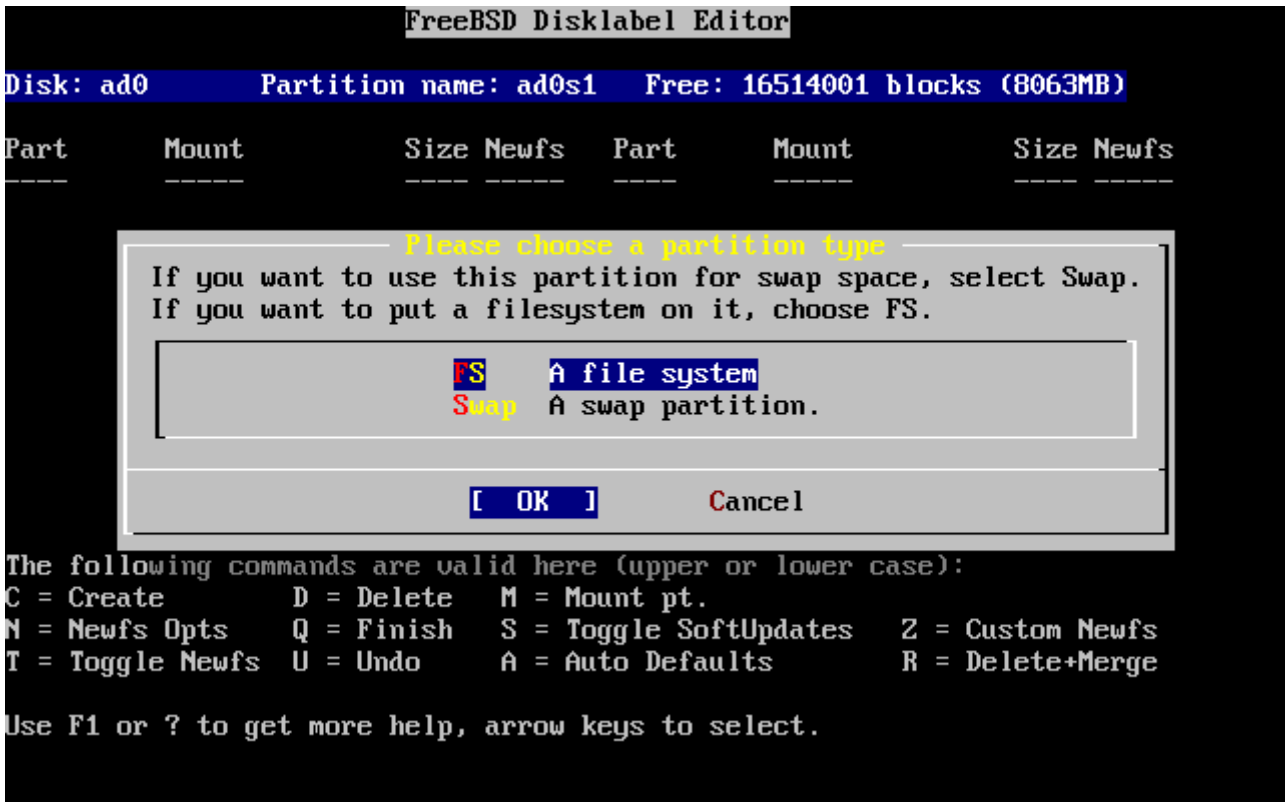 FreeBSD Disklabel Editor
Disk: ad0 Partition name: ad0s1 Free: 16514001 blocks (8063MB)
Part Mount Size Newfs Part Mount Size Newfs
---- ----- ---- ----- ---- ----- ---- -----
Please choose a partition type
If you want to use this partition for swap space, select Swap.
If you want to put a filesystem on it, choose FS.
FS A file system
Swap A swap partition.
[ OK ] Cancel
The following commands are valid here (upper or lower case):
C = Create D = Delete M = Mount pt.
N = Newfs Opts Q = Finish S = Toggle SoftUpdates Z = Custom Newfs
T = Toggle Newfs U = Undo A = Auto Defaults R = Delete+Merge
Use F1 or ? to get more help, arrow keys to select.